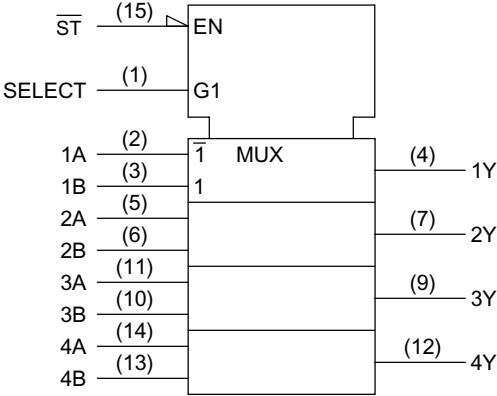 S̅T̅ (15) EN
SELECT (1) G1
1A (2) 1̅ MUX
1B (3) 1
(4) 1Y
2A (5)
2B (6)
(7) 2Y
3A (11)
3B (10)
(9) 3Y
4A (14)
4B (13)
(12) 4Y